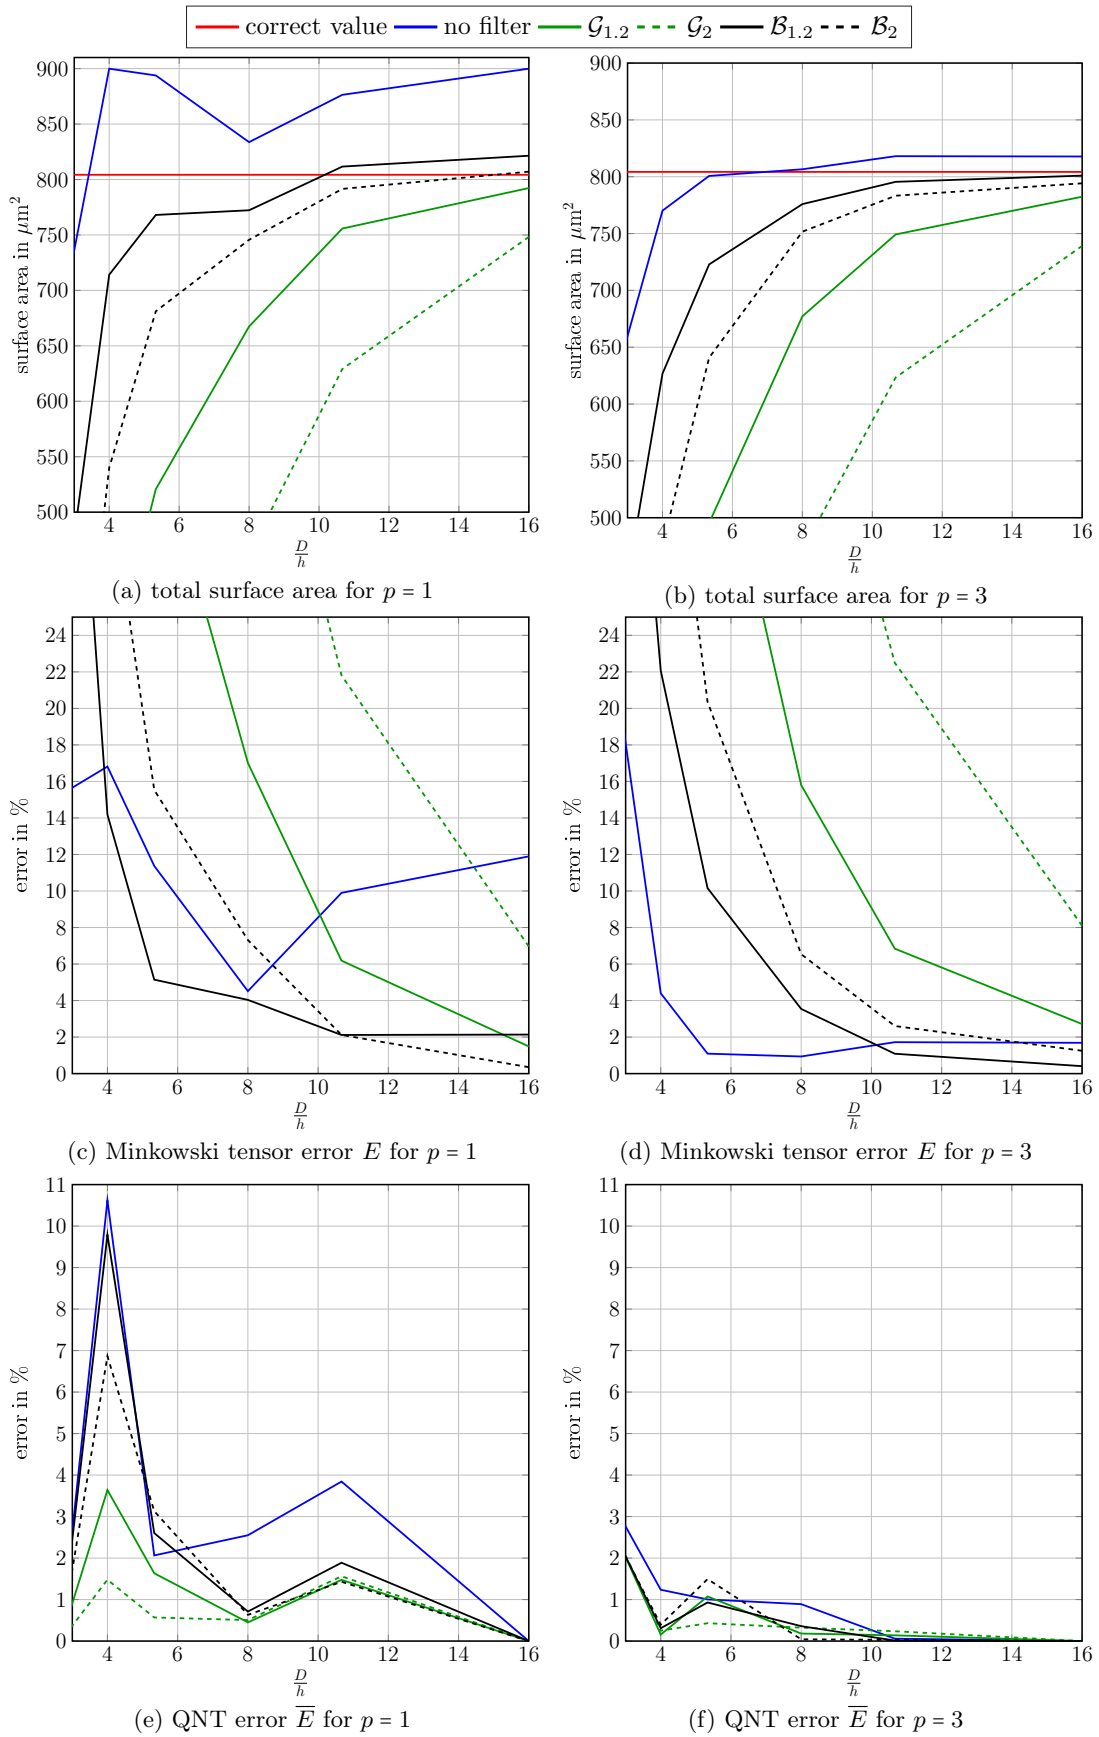 correct value no filter 𝒢1.2 𝒢2 ℬ1.2 ℬ2
900
850
800
750
700
650
600
550
500
surface area in μm²
4 6 8 10 12 14 16
D/h
(a) total surface area for p = 1
900
850
800
750
700
650
600
550
500
surface area in μm²
4 6 8 10 12 14 16
D/h
(b) total surface area for p = 3
24
22
20
18
16
14
12
10
8
6
4
2
0
error in %
4 6 8 10 12 14 16
D/h
(c) Minkowski tensor error E for p = 1
24
22
20
18
16
14
12
10
8
6
4
2
0
error in %
4 6 8 10 12 14 16
D/h
(d) Minkowski tensor error E for p = 3
11
10
9
8
7
6
5
4
3
2
1
0
error in %
4 6 8 10 12 14 16
D/h
(e) QNT error E̅ for p = 1
11
10
9
8
7
6
5
4
3
2
1
0
error in %
4 6 8 10 12 14 16
D/h
(f) QNT error E̅ for p = 3